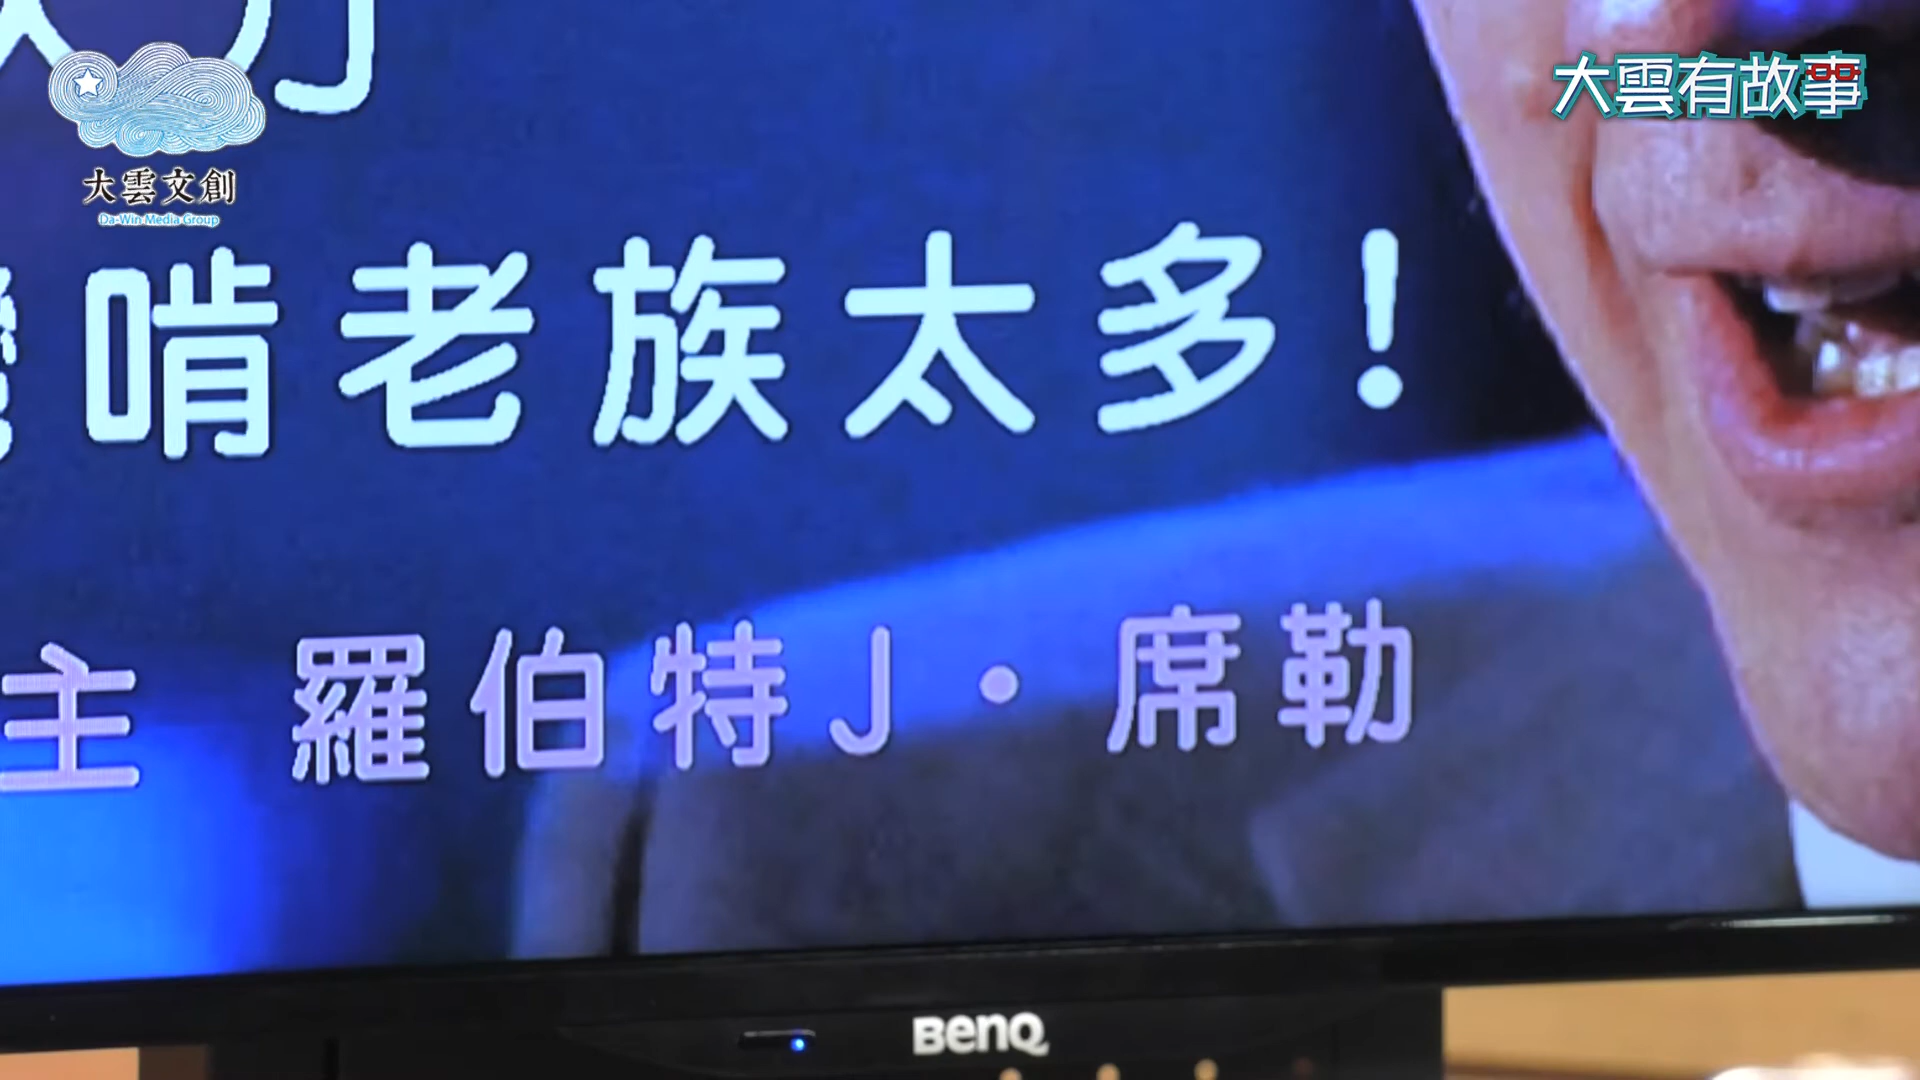 大雲文創
Da-Win Media Group
大雲有故事
啃老族太多!
主 羅伯特J·席勒
BenQ